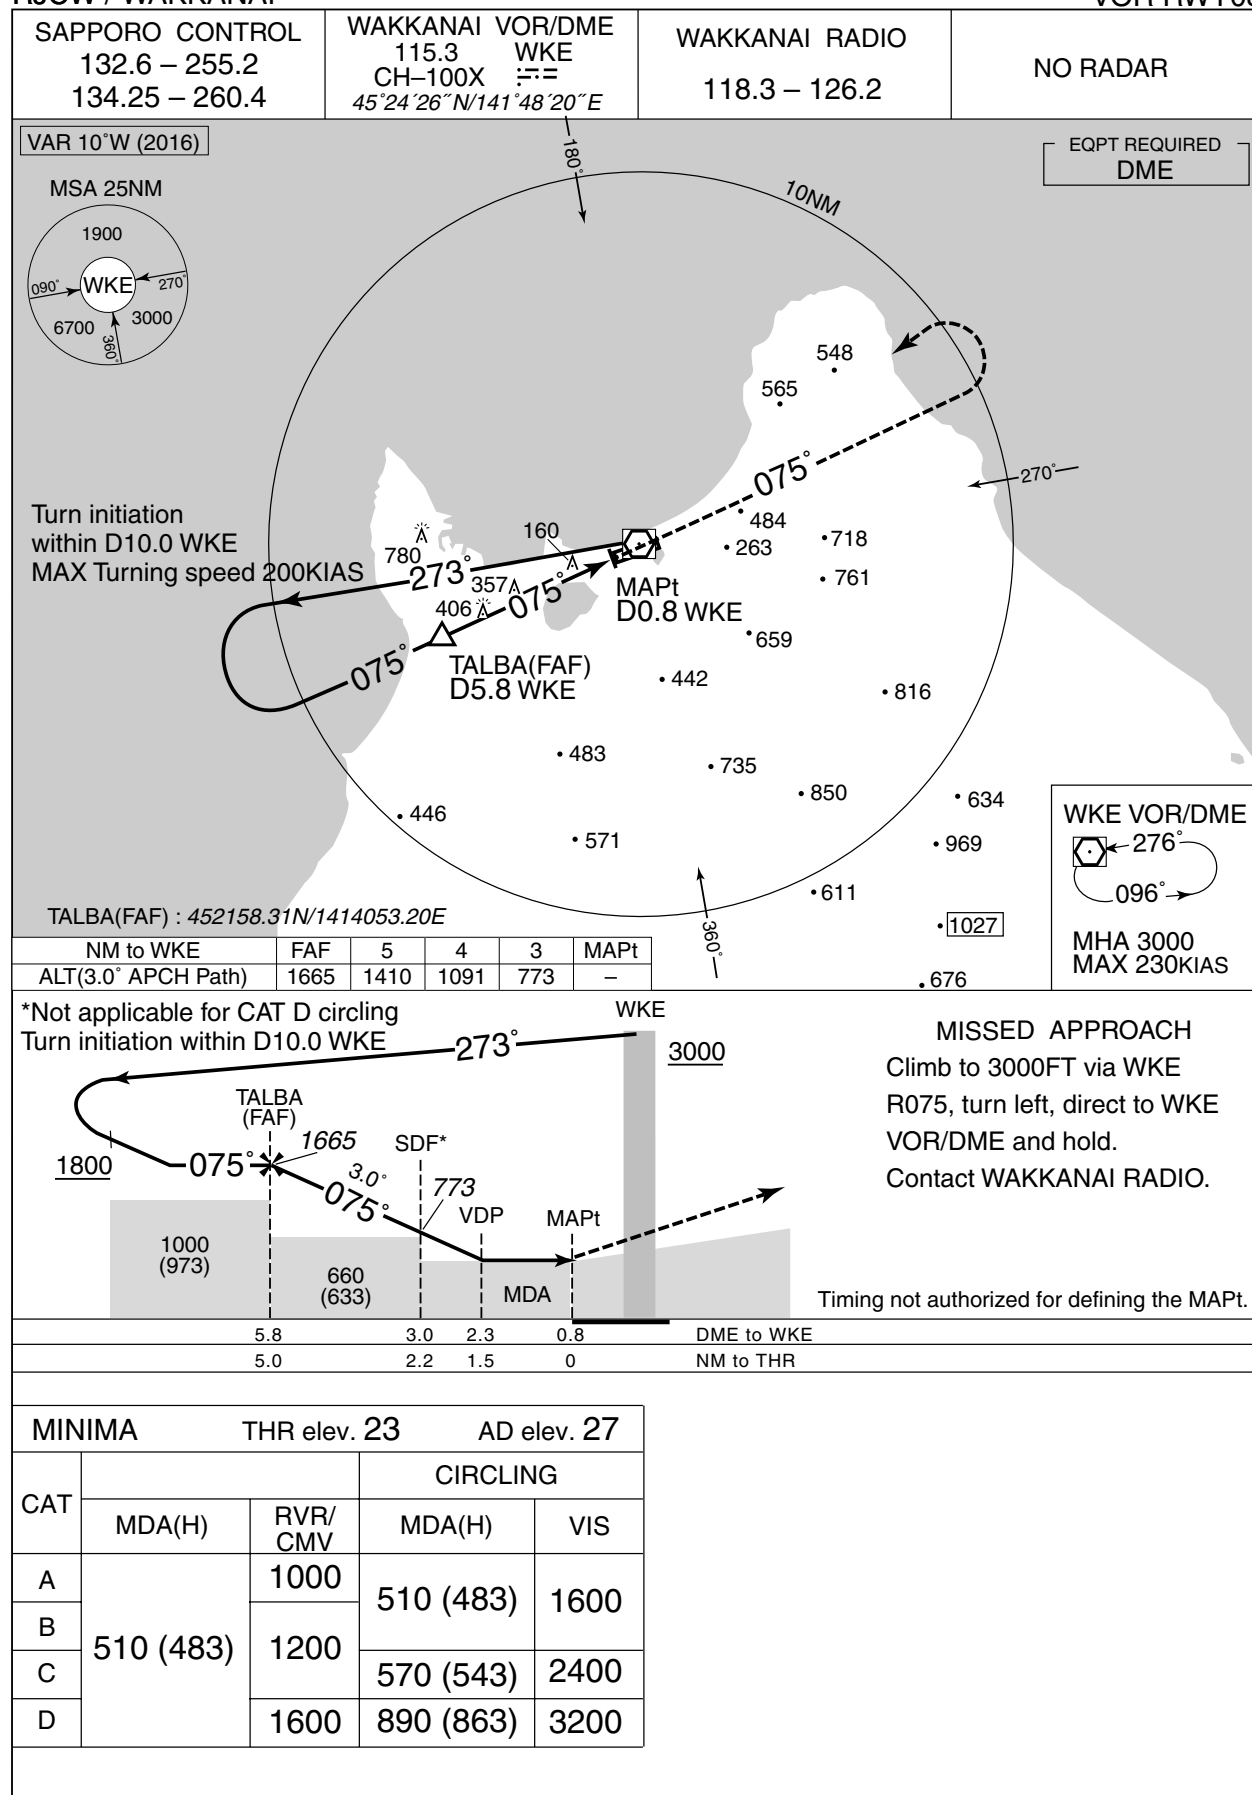 SAPPORO CONTROL
132.6 – 255.2
134.25 – 260.4
WAKKANAI VOR/DME
115.3 WKE
CH–100X
45°24´26˝N/141°48´20˝E
WAKKANAI RADIO
118.3 – 126.2
NO RADAR
VAR 10°W (2016)
EQPT REQUIRED
DME
MSA 25NM
1900
090°
WKE
270°
6700
3000
360°
180°
10NM
548
565
075°
270°
Turn initiation
within D10.0 WKE
MAX Turning speed 200KIAS
780
160
484
263
718
761
273°
357
406
075°
MAPt
D0.8 WKE
659
075°
TALBA(FAF)
D5.8 WKE
442
816
483
735
850
634
446
571
969
611
1027
676
360°
WKE VOR/DME
276°
096°
MHA 3000
MAX 230KIAS
TALBA(FAF) : 452158.31N/1414053.20E
NM to WKE FAF 5 4 3 MAPt
ALT(3.0° APCH Path) 1665 1410 1091 773 –
*Not applicable for CAT D circling
Turn initiation within D10.0 WKE
WKE
273°
3000
TALBA
(FAF)
1665
SDF*
1800
075°
3.0°
075°
773
VDP
MAPt
1000
(973)
660
(633)
MDA
MISSED APPROACH
Climb to 3000FT via WKE
R075, turn left, direct to WKE
VOR/DME and hold.
Contact WAKKANAI RADIO.
Timing not authorized for defining the MAPt.
5.8 3.0 2.3 0.8 DME to WKE
5.0 2.2 1.5 0 NM to THR
MINIMA THR elev. 23 AD elev. 27
CAT
CIRCLING
MDA(H)
RVR/
CMV
MDA(H)
VIS
A 1000
510 (483) 1600
B
510 (483) 1200
C 570 (543) 2400
D 1600 890 (863) 3200